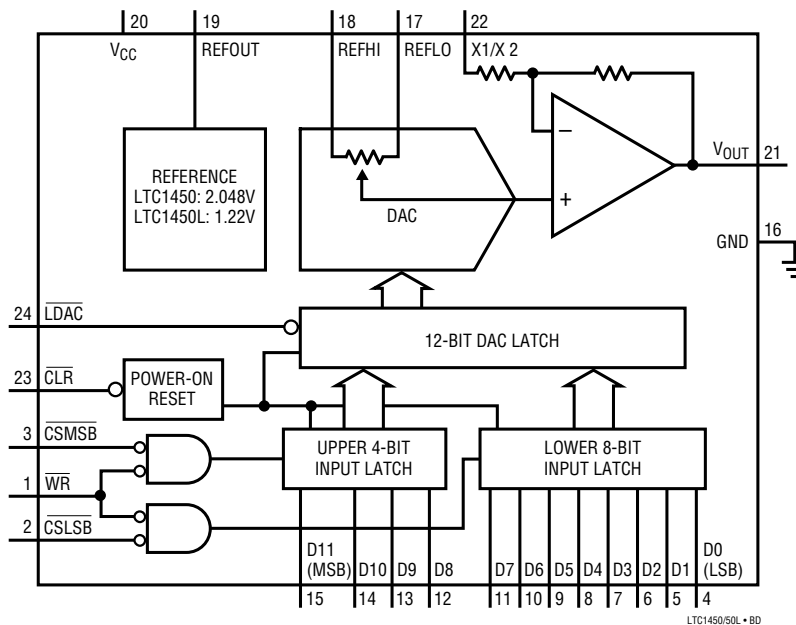 20 19 18 17 22
V_CC REFOUT REFHI REFLO X1/X 2
REFERENCE
LTC1450: 2.048V
LTC1450L: 1.22V
DAC
−
+
V_OUT 21
GND 16
24 LDAC
12-BIT DAC LATCH
23 CLR
POWER-ON
RESET
3 CSMSB
1 WR
2 CSLSB
UPPER 4-BIT
INPUT LATCH
LOWER 8-BIT
INPUT LATCH
D11
(MSB) D10 D9 D8 D7 D6 D5 D4 D3 D2 D1 D0
(LSB)
15 14 13 12 11 10 9 8 7 6 5 4
LTC1450/50L • BD